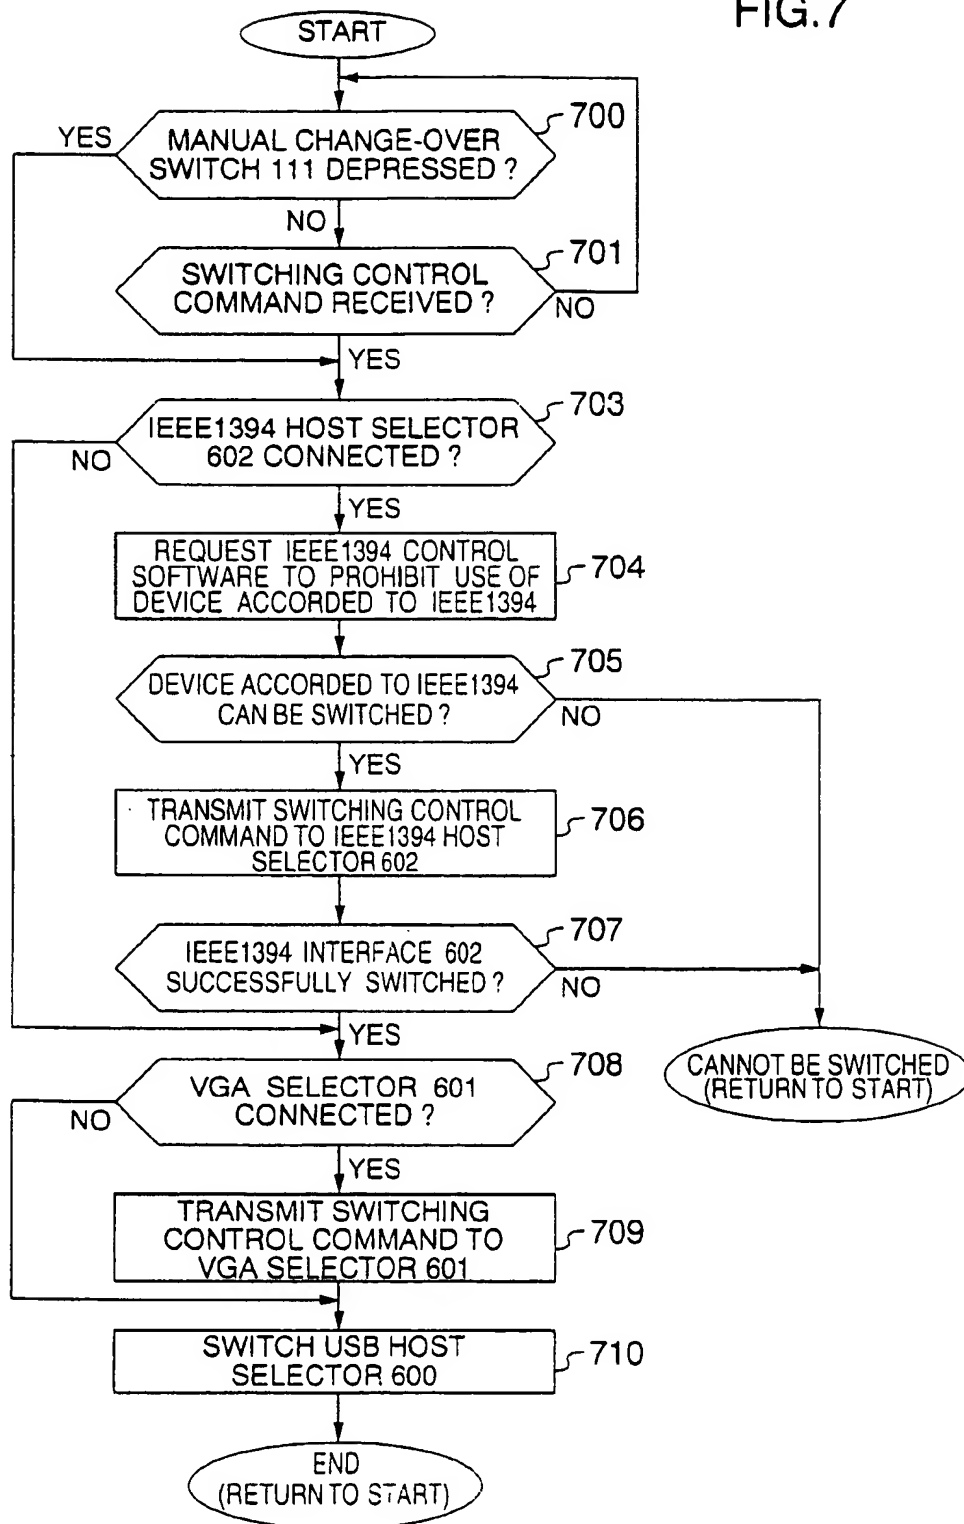 FIG.7
START
700
YES
MANUAL CHANGE-OVER
SWITCH 111 DEPRESSED ?
NO
701
SWITCHING CONTROL
COMMAND RECEIVED ?
NO
YES
703
IEEE1394 HOST SELECTOR
602 CONNECTED ?
NO
YES
REQUEST IEEE1394 CONTROL
SOFTWARE TO PROHIBIT USE OF
DEVICE ACCORDED TO IEEE1394
704
705
DEVICE ACCORDED TO IEEE1394
CAN BE SWITCHED ?
NO
YES
TRANSMIT SWITCHING CONTROL
COMMAND TO IEEE1394 HOST
SELECTOR 602
706
707
IEEE1394 INTERFACE 602
SUCCESSFULLY SWITCHED ?
NO
YES
CANNOT BE SWITCHED
(RETURN TO START)
708
VGA SELECTOR 601
CONNECTED ?
NO
YES
TRANSMIT SWITCHING
CONTROL COMMAND TO
VGA SELECTOR 601
709
SWITCH USB HOST
SELECTOR 600
710
END
(RETURN TO START)